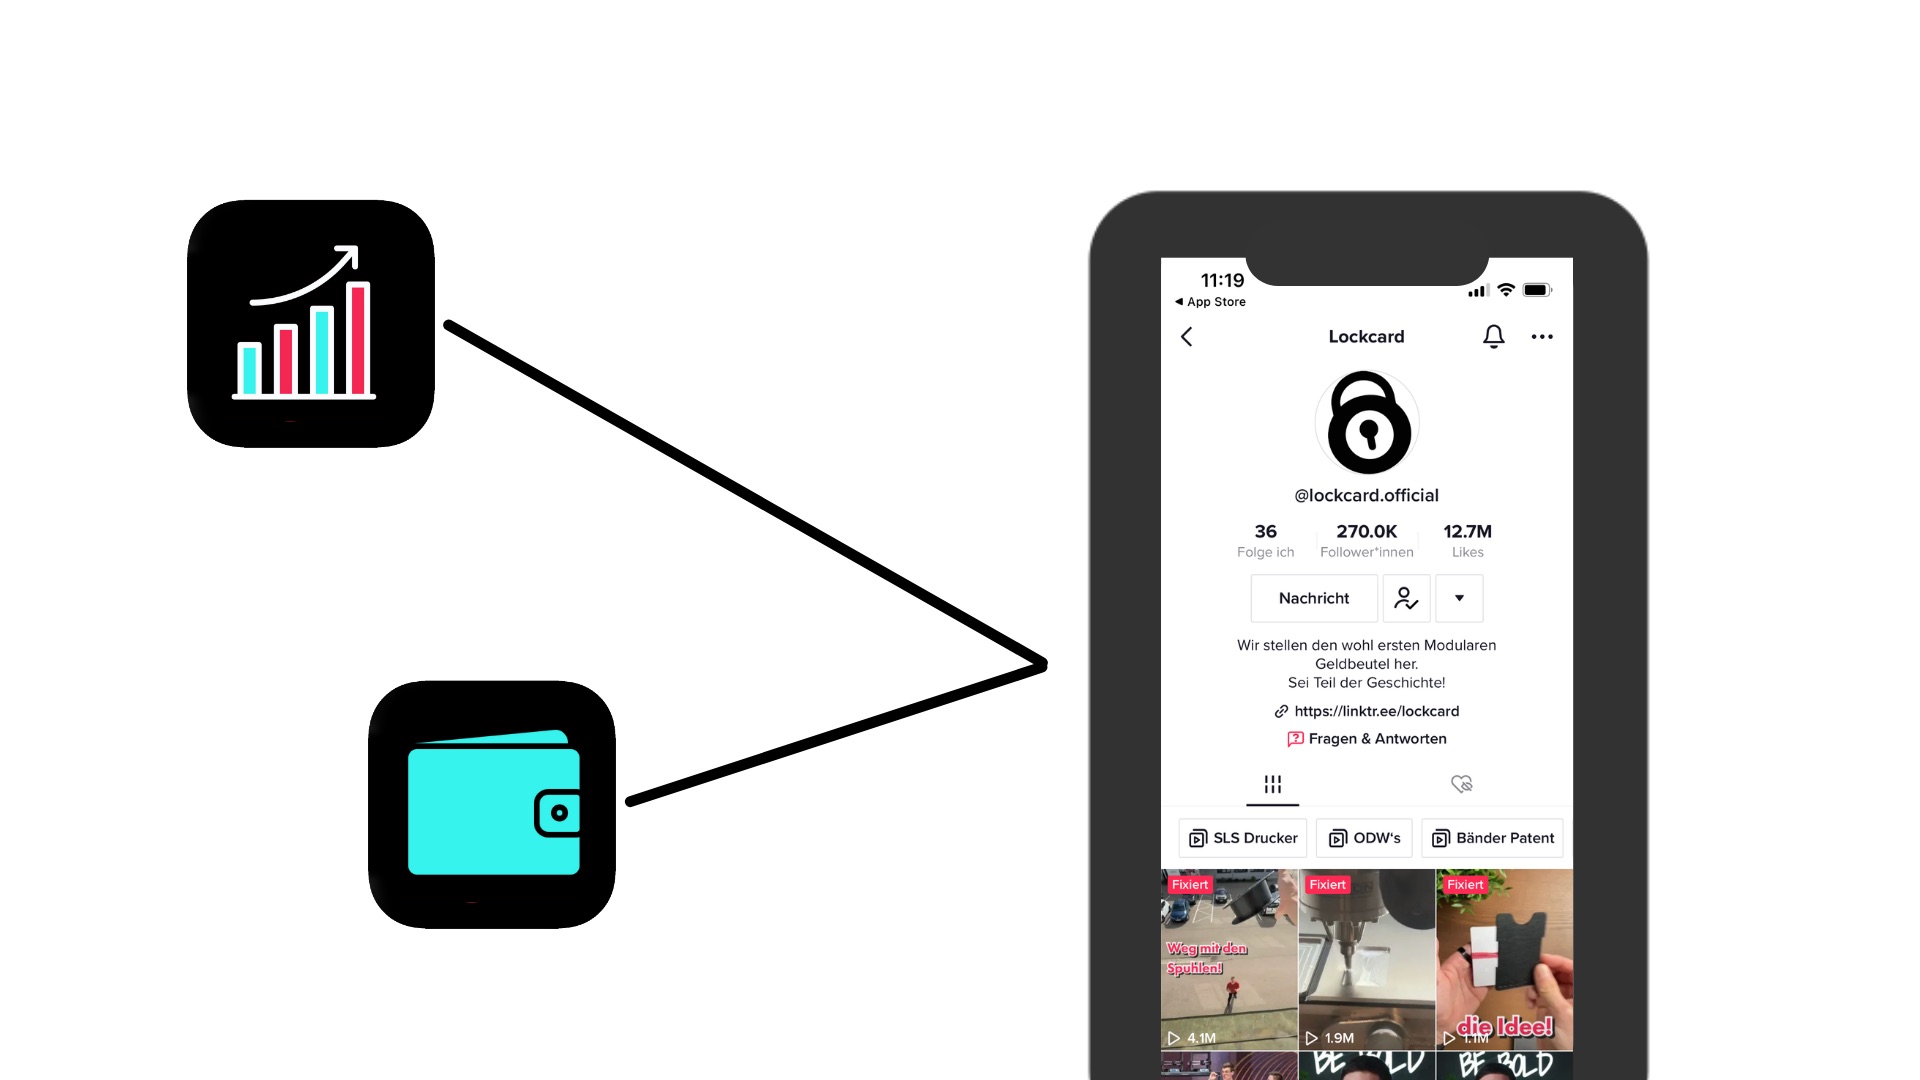 11:19
◀ App Store
Lockcard
@lockcard.official
36 270.0K 12.7M
Folge ich Follower*innen Likes
Nachricht
Wir stellen den wohl ersten Modularen
Geldbeutel her.
Sei Teil der Geschichte!
https://linktr.ee/lockcard
Fragen & Antworten
SLS Drucker ODW's Bänder Patent
Fixiert Fixiert Fixiert
Weg mit den
Spuhlen!
die Idee!
4.1M 1.9M 1.1M
BE BOLD BE BOLD